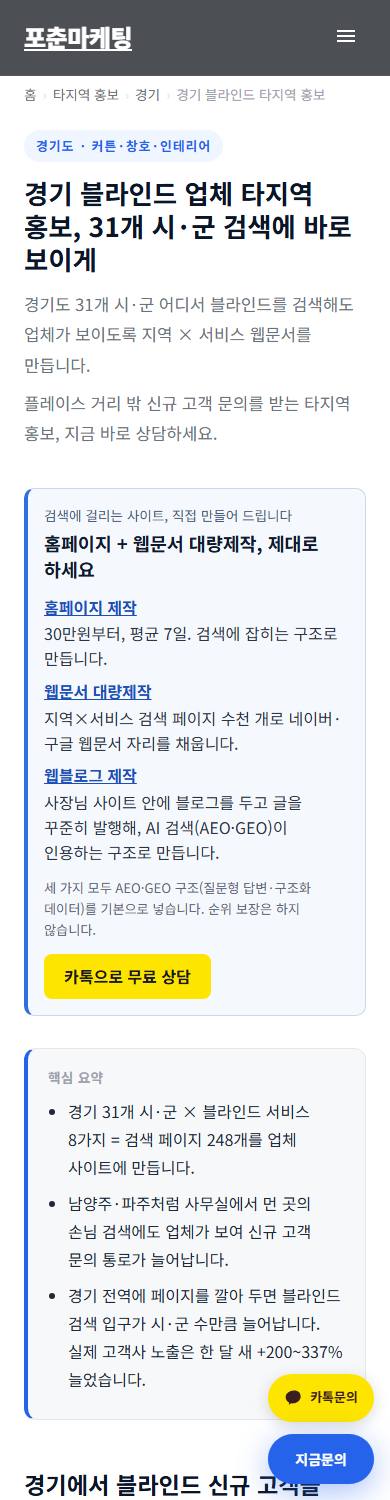 포춘마케팅
홈 › 타지역 홍보 › 경기 › 경기 블라인드 타지역 홍보
경기도 · 커튼·창호·인테리어
경기 블라인드 업체 타지역
홍보, 31개 시·군 검색에 바로
보이게
경기도 31개 시·군 어디서 블라인드를 검색해도
업체가 보이도록 지역 × 서비스 웹문서를
만듭니다.
플레이스 거리 밖 신규 고객 문의를 받는 타지역
홍보, 지금 바로 상담하세요.
검색에 걸리는 사이트, 직접 만들어 드립니다
홈페이지 + 웹문서 대량제작, 제대로
하세요
홈페이지 제작
30만원부터, 평균 7일. 검색에 잡히는 구조로
만듭니다.
웹문서 대량제작
지역×서비스 검색 페이지 수천 개로 네이버·
구글 웹문서 자리를 채웁니다.
웹블로그 제작
사장님 사이트 안에 블로그를 두고 글을
꾸준히 발행해, AI 검색(AEO·GEO)이
인용하는 구조로 만듭니다.
세 가지 모두 AEO·GEO 구조(질문형 답변·구조화
데이터)를 기본으로 넣습니다. 순위 보장은 하지
않습니다.
카톡으로 무료 상담
핵심 요약
• 경기 31개 시·군 × 블라인드 서비스
8가지 = 검색 페이지 248개를 업체
사이트에 만듭니다.
• 남양주·파주처럼 사무실에서 먼 곳의
손님 검색에도 업체가 보여 신규 고객
문의 통로가 늘어납니다.
• 경기 전역에 페이지를 깔아 두면 블라인드
검색 입구가 시·군 수만큼 늘어납니다.
실제 고객사 노출은 한 달 새 +200~337%
늘었습니다.
카톡문의
지금문의
경기에서 블라인드 신규 고객을